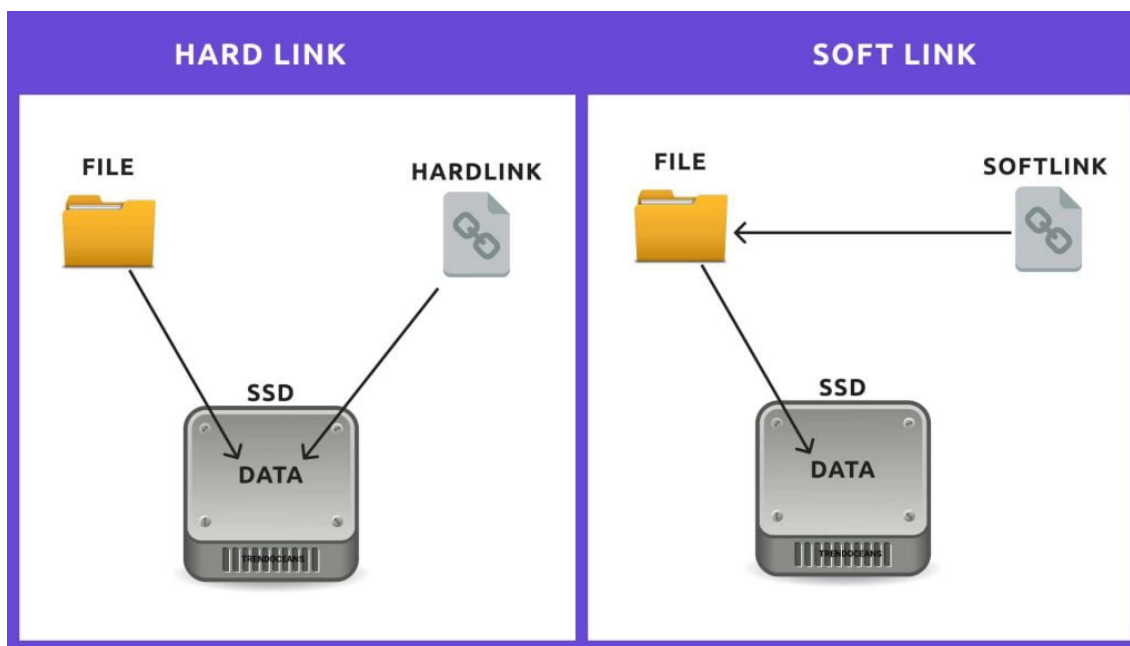 HARD LINK
FILE
HARDLINK
SSD
DATA
TRENDOCEANS
SOFT LINK
FILE
SOFTLINK
SSD
DATA
TRENDOCEANS